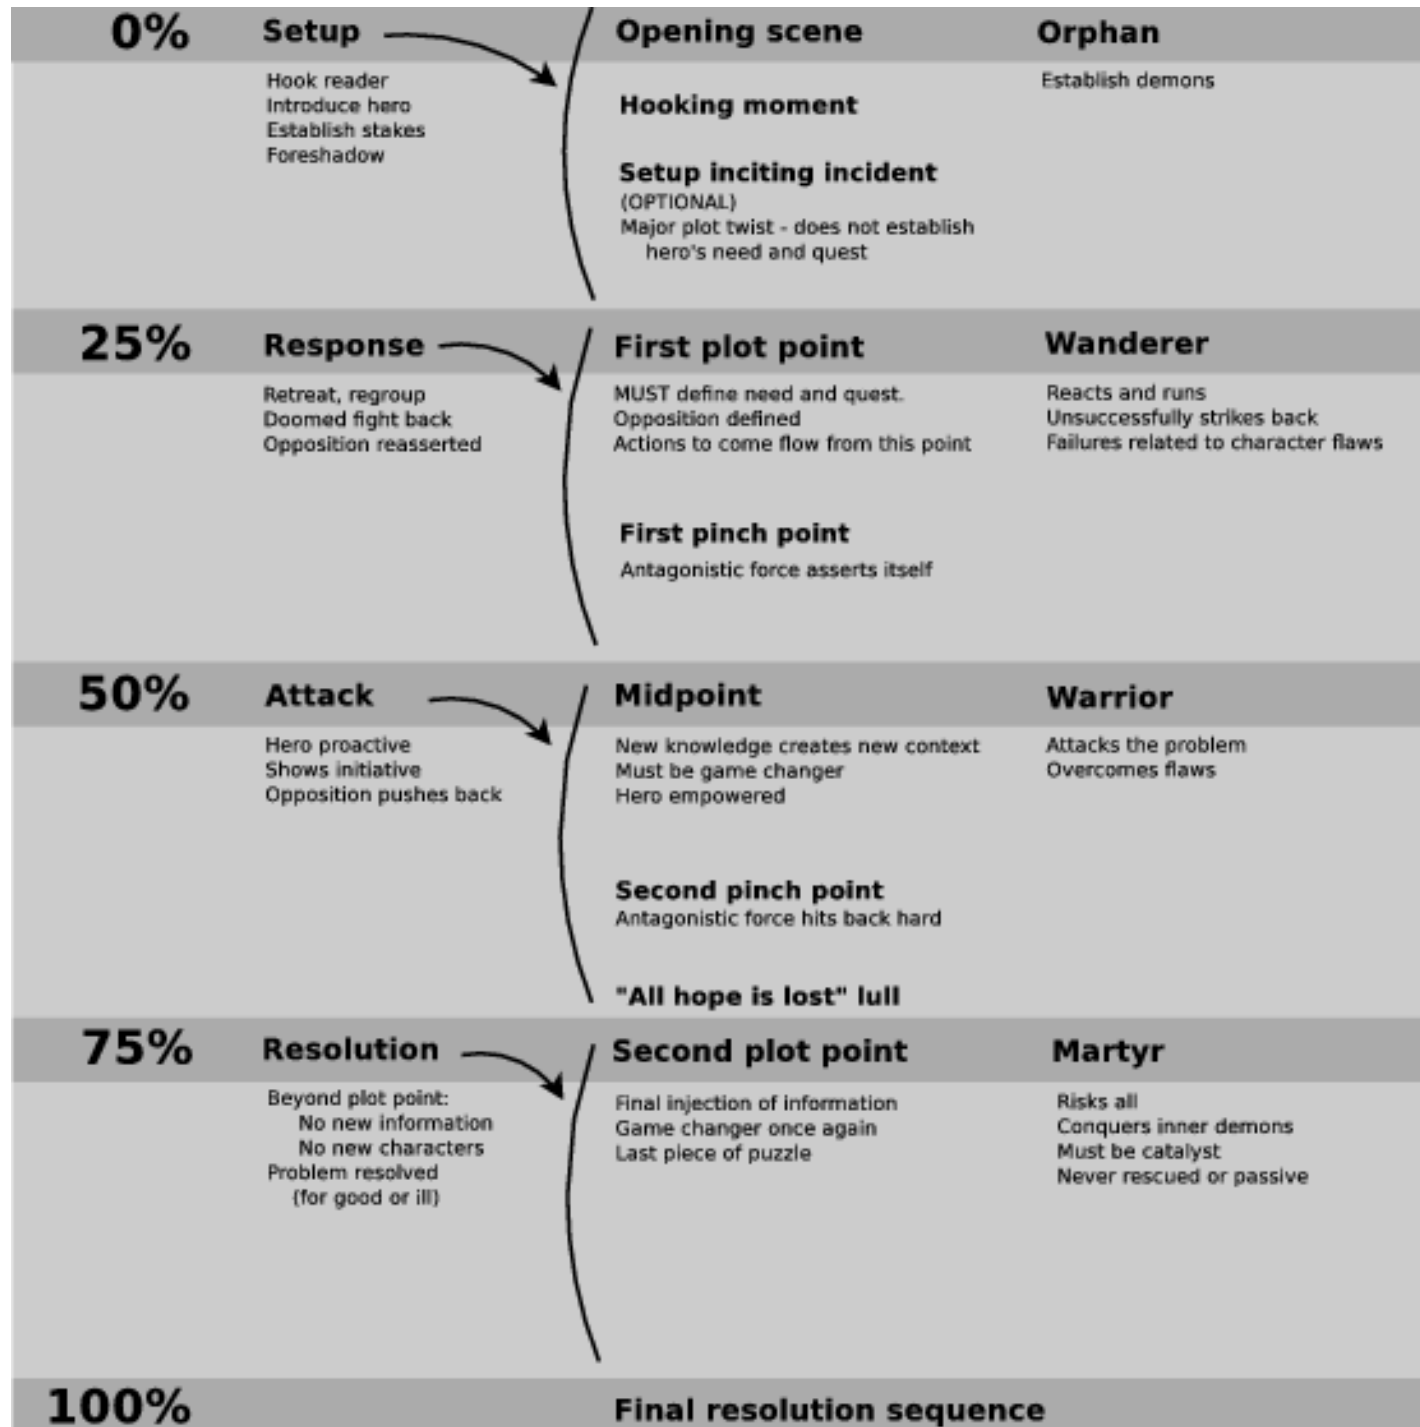 0% Setup Opening scene Orphan
Hook reader
Introduce hero
Establish stakes
Foreshadow
Hooking moment
Setup inciting incident
(OPTIONAL)
Major plot twist - does not establish
hero's need and quest
Establish demons
25% Response First plot point Wanderer
Retreat, regroup
Doomed fight back
Opposition reasserted
MUST define need and quest.
Opposition defined
Actions to come flow from this point
First pinch point
Antagonistic force asserts itself
Reacts and runs
Unsuccessfully strikes back
Failures related to character flaws
50% Attack Midpoint Warrior
Hero proactive
Shows initiative
Opposition pushes back
New knowledge creates new context
Must be game changer
Hero empowered
Second pinch point
Antagonistic force hits back hard
"All hope is lost" lull
Attacks the problem
Overcomes flaws
75% Resolution Second plot point Martyr
Beyond plot point:
No new information
No new characters
Problem resolved
(for good or ill)
Final injection of information
Game changer once again
Last piece of puzzle
Risks all
Conquers inner demons
Must be catalyst
Never rescued or passive
100% Final resolution sequence